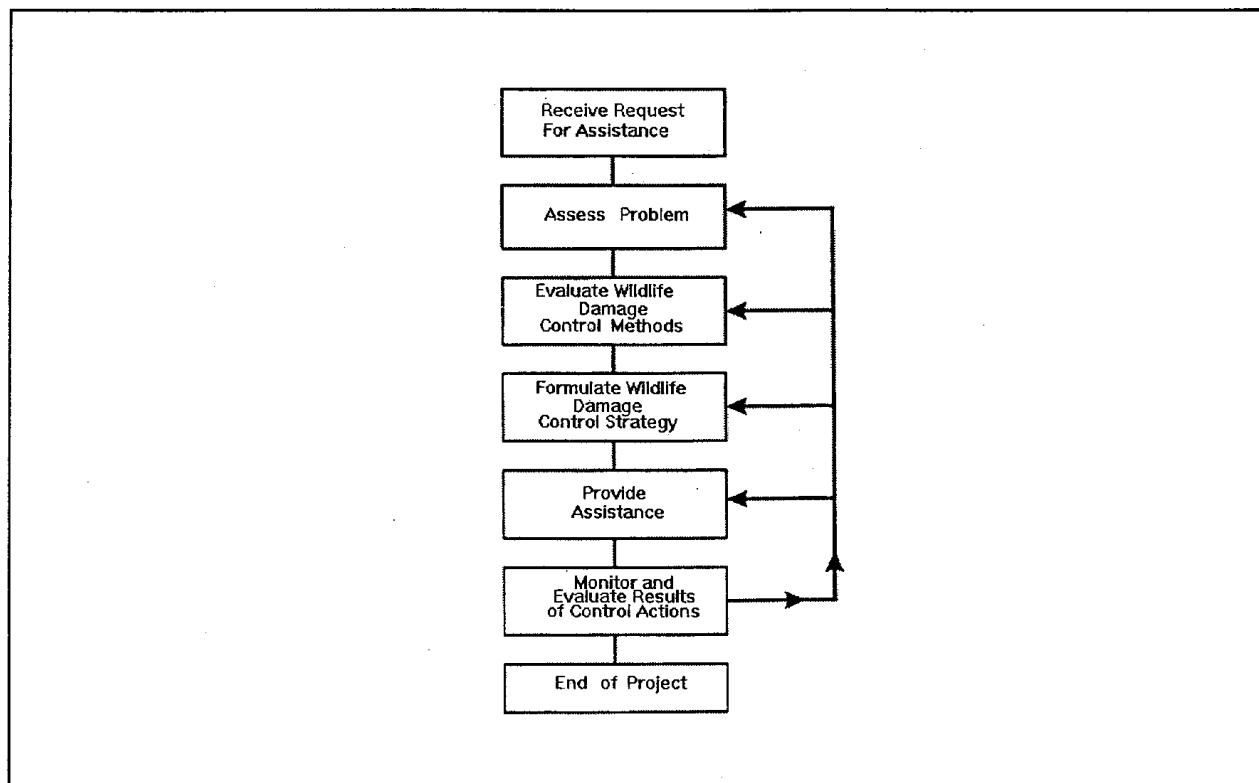 Receive Request
For Assistance
Assess Problem
Evaluate Wildlife
Damage
Control Methods
Formulate Wildlife
Damage
Control Strategy
Provide
Assistance
Monitor and
Evaluate Results
of Control Actions
End of Project